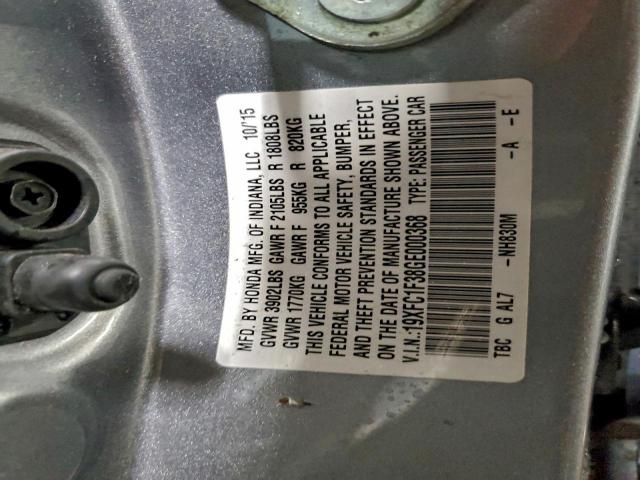 MFD. BY HONDA MFG. OF INDIANA, LLC 10/'15
GVWR 3902LBS GAWR F 2105LBS R 1808LBS
GVWR 1770KG GAWR F 955KG R 820KG
THIS VEHICLE CONFORMS TO ALL APPLICABLE
FEDERAL MOTOR VEHICLE SAFETY, BUMPER,
AND THEFT PREVENTION STANDARDS IN EFFECT
ON THE DATE OF MANUFACTURE SHOWN ABOVE.
V.I.N.:19XFC1F38GE000368 TYPE: PASSENGER CAR
TBC G AL7 -NH830M -A -E